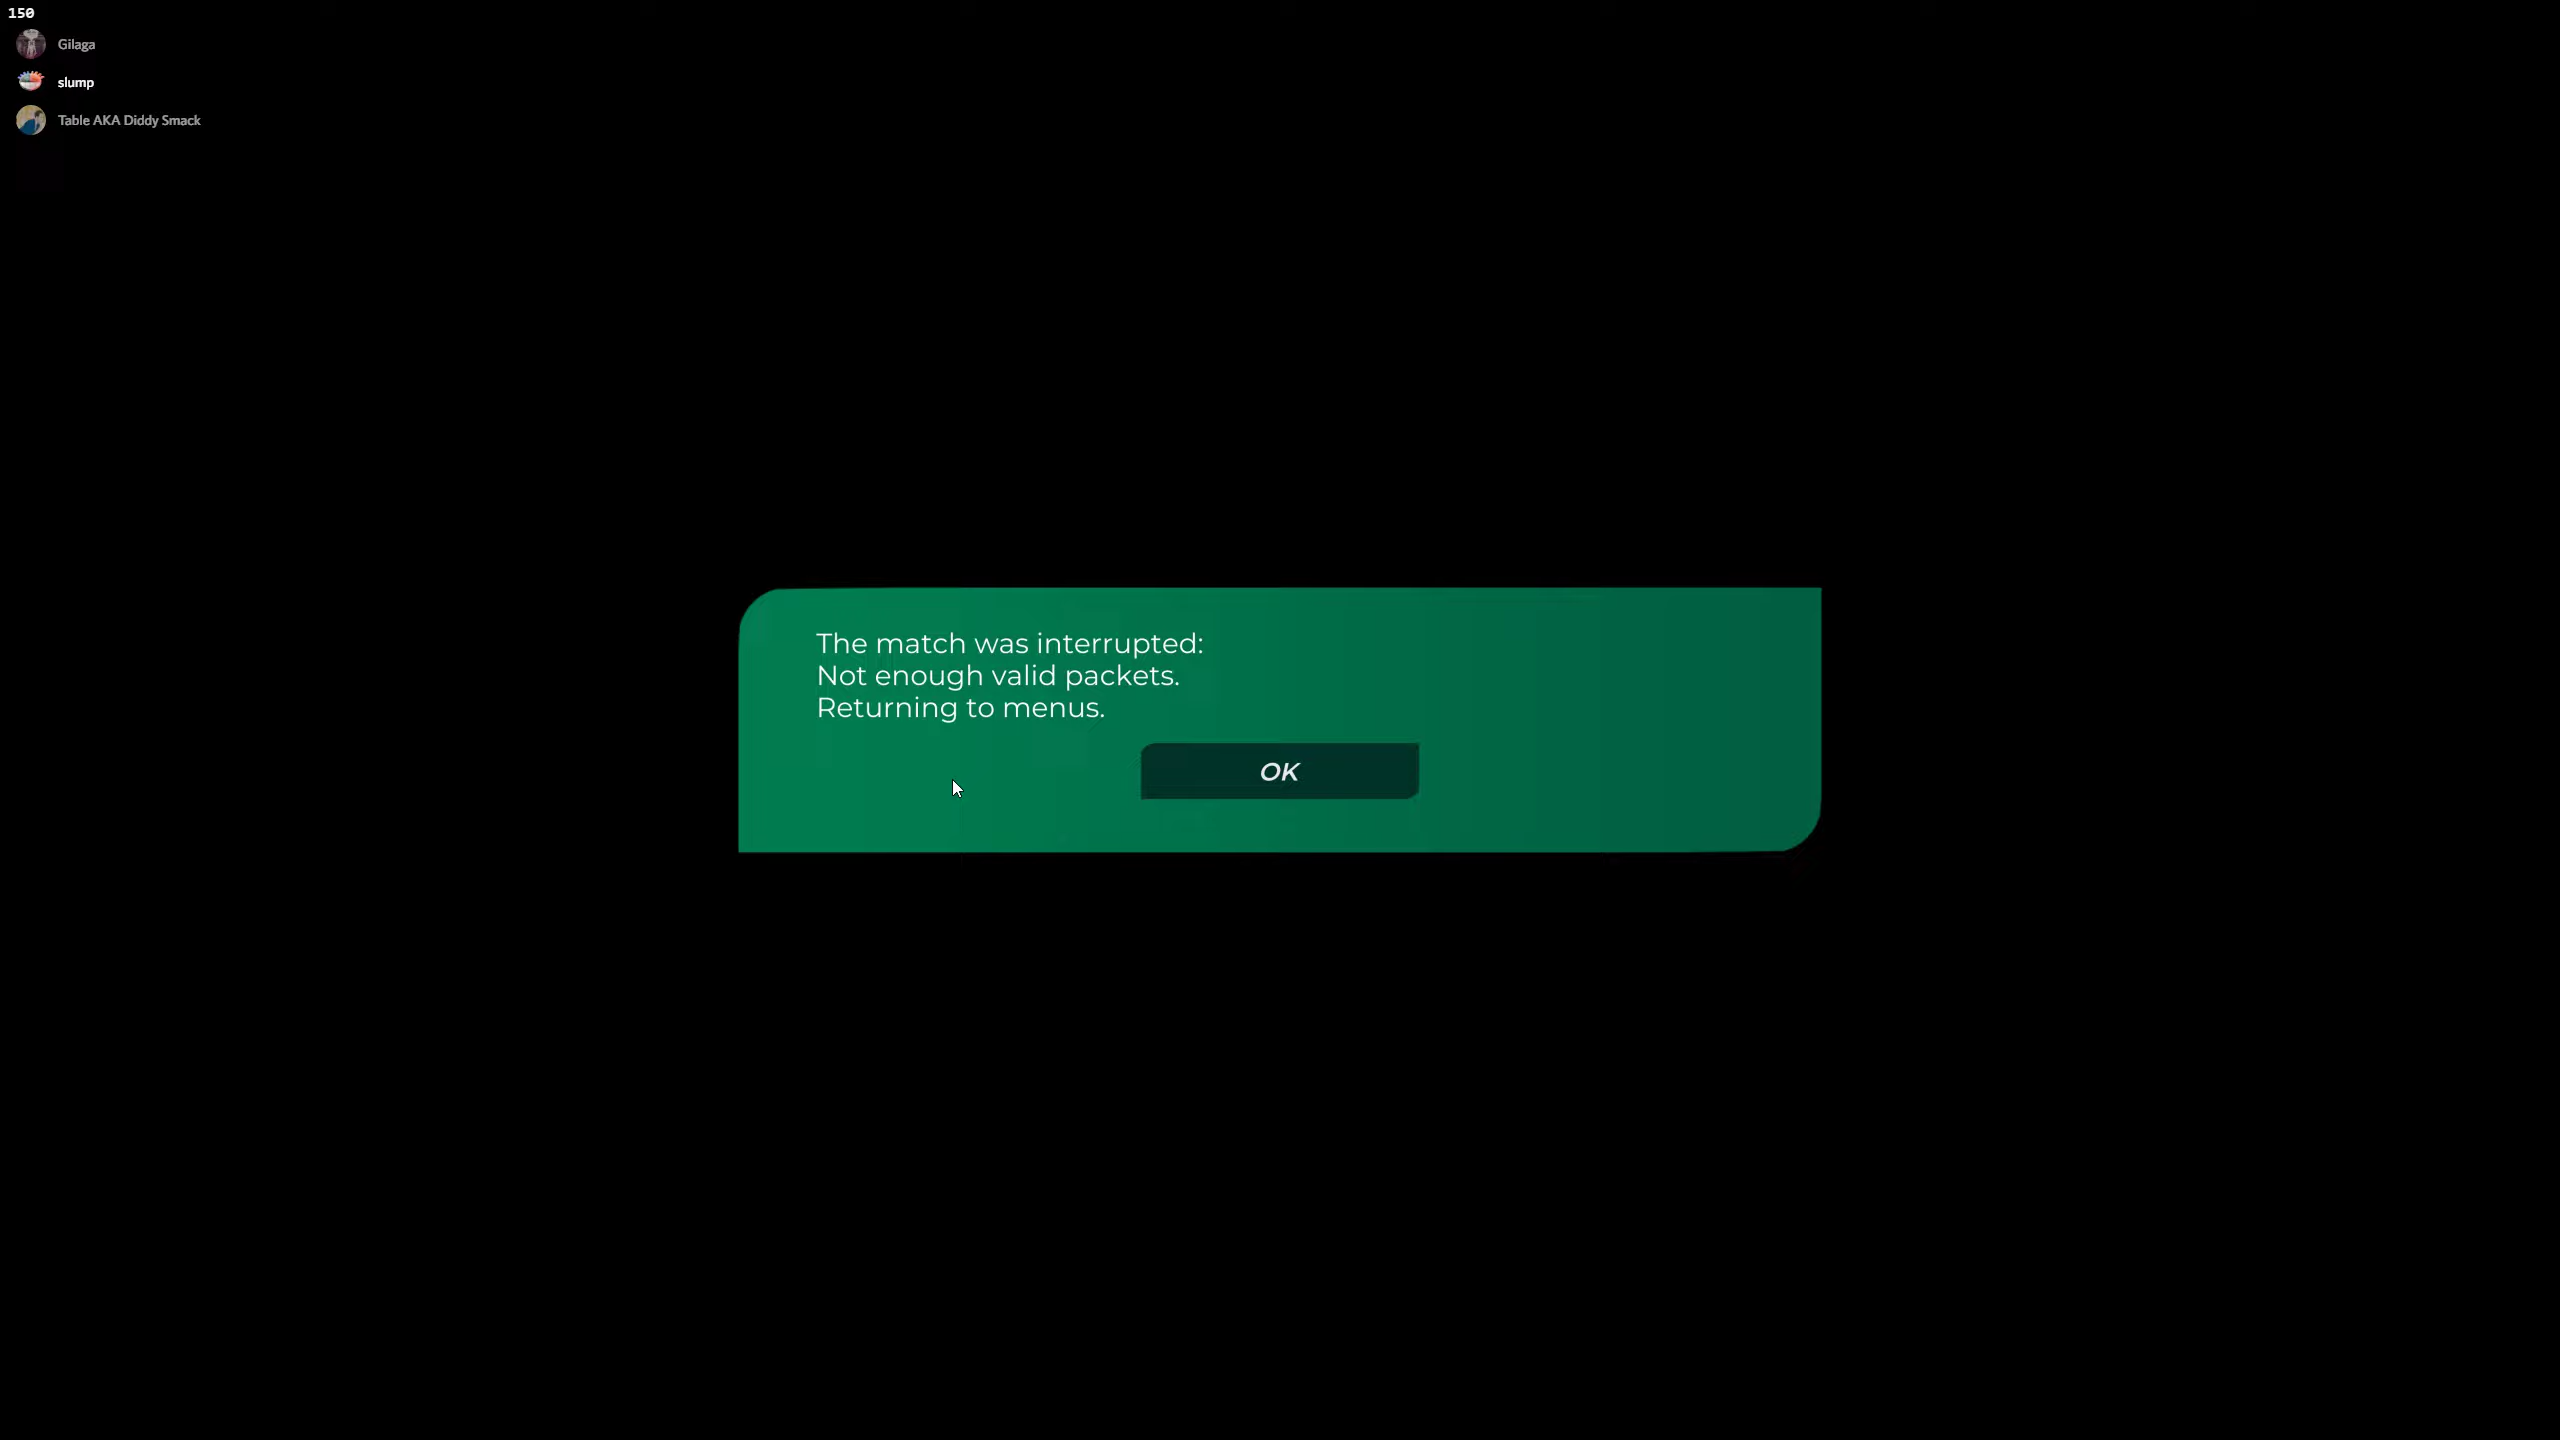 150
Gilaga
slump
Table AKA Diddy Smack
The match was interrupted:
Not enough valid packets.
Returning to menus.
OK